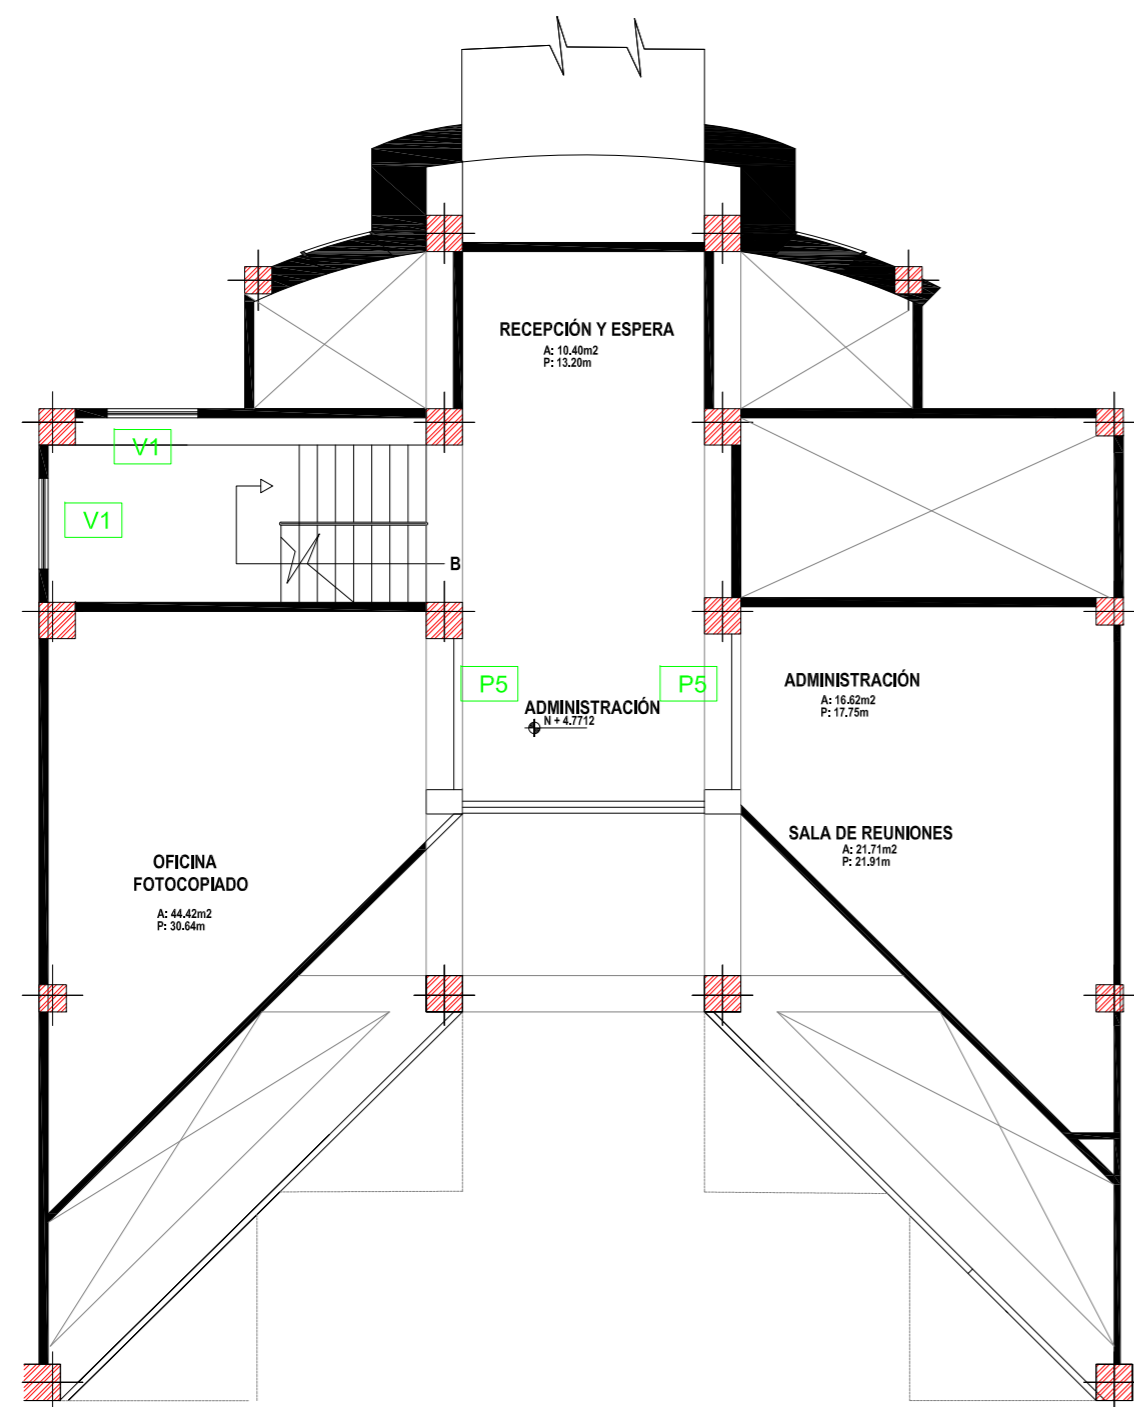 RECEPCIÓN Y ESPERA
A: 10.40m2
P: 13.20m
V1
V1
B
P5
P5
ADMINISTRACIÓN
N + 4.7712
ADMINISTRACIÓN
A: 16.62m2
P: 17.75m
SALA DE REUNIONES
A: 21.71m2
P: 21.91m
OFICINA
FOTOCOPIADO
A: 44.42m2
P: 30.64m